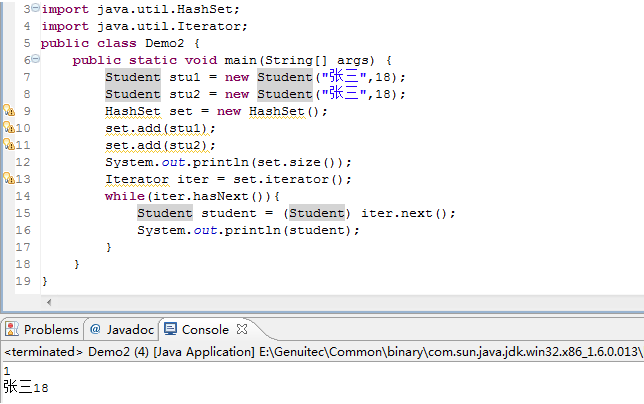 3 import java.util.HashSet;
4 import java.util.Iterator;
5 public class Demo2 {
6     public static void main(String[] args) {
7         Student stu1 = new Student("张三",18);
8         Student stu2 = new Student("张三",18);
9         HashSet set = new HashSet();
10         set.add(stu1);
11         set.add(stu2);
12         System.out.println(set.size());
13         Iterator iter = set.iterator();
14         while(iter.hasNext()){
15             Student student = (Student) iter.next();
16             System.out.println(student);
17         }
18     }
19 }
Problems @ Javadoc Console
<terminated> Demo2 (4) [Java Application] E:\Genuitec\Common\binary\com.sun.java.jdk.win32.x86_1.6.0.013\
1
张三18